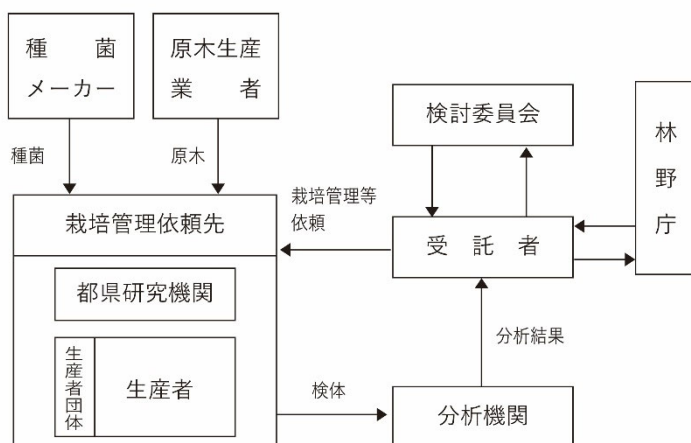 種菌
メーカー
原木生産
業者
種菌
原木
検討委員会
林野庁
栽培管理等
依頼
栽培管理依頼先
受託者
都県研究機関
分析結果
生産者団体
生産者
検体
分析機関